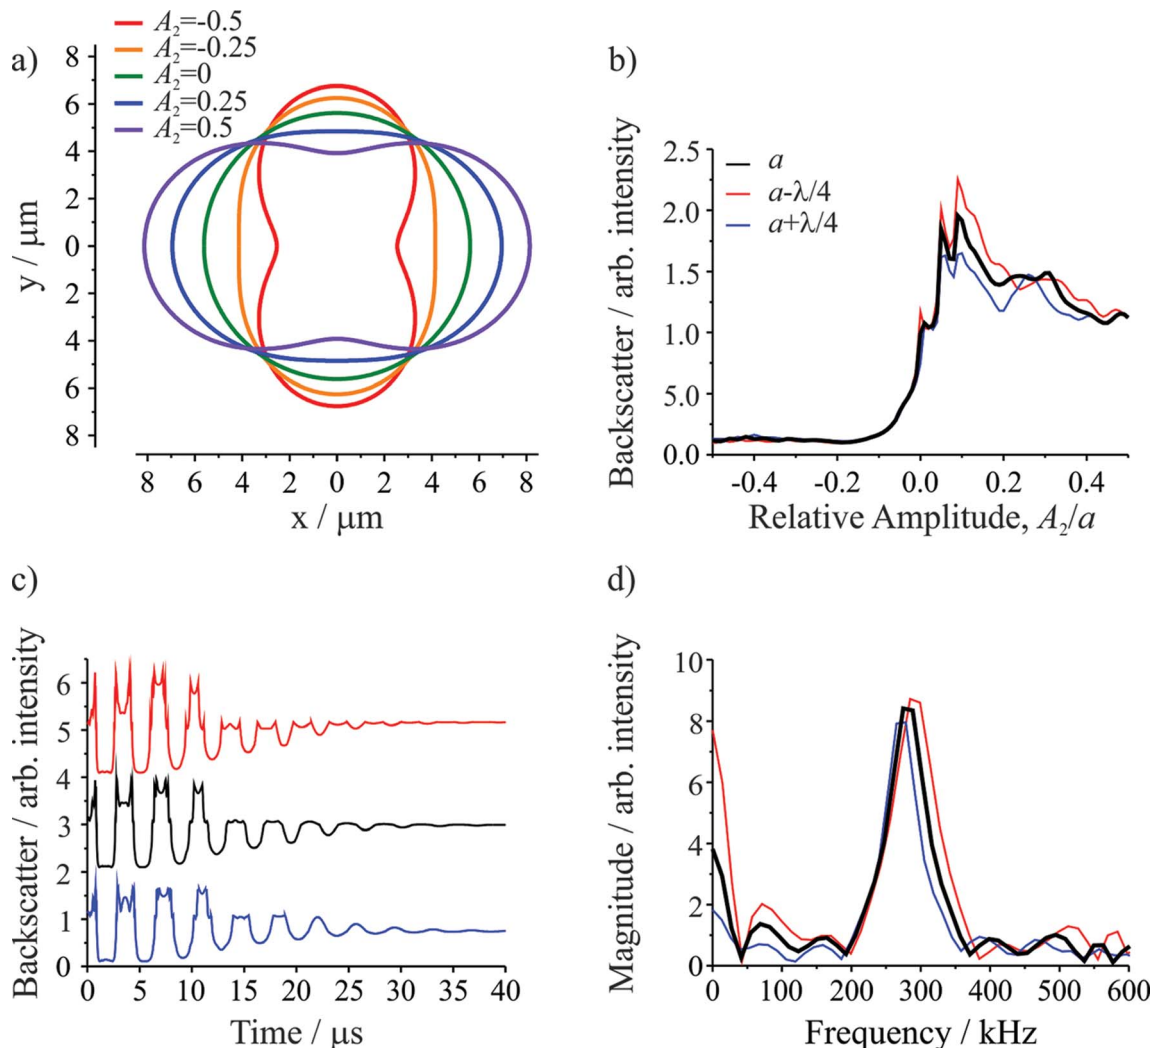 a)
A₂=-0.5
A₂=-0.25
A₂=0
A₂=0.25
A₂=0.5
8
6
4
2
0
2
4
6
8
y / μm
8 6 4 2 0 2 4 6 8
x / μm
b)
a
a-λ/4
a+λ/4
2.5
2.0
1.5
1.0
5.0
0.0
Backscatter / arb. intensity
-0.4 -0.2 0.0 0.2 0.4
Relative Amplitude, A₂/a
c)
6
5
4
3
2
1
0
Backscatter / arb. intensity
0 5 10 15 20 25 30 35 40
Time / μs
d)
10
8
6
4
2
0
Magnitude / arb. intensity
0 100 200 300 400 500 600
Frequency / kHz